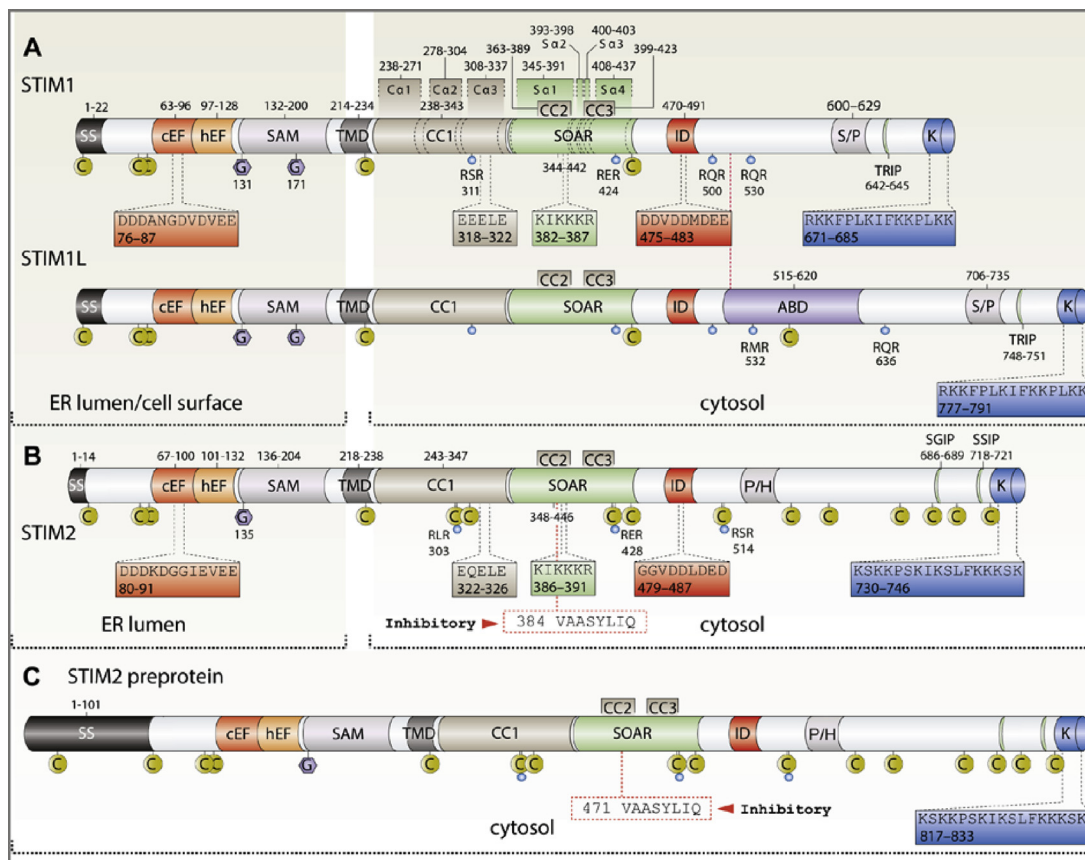 A
STIM1
393-398
Sα2
400-403
Sα3
363-389
399-423
278-304
238-271
308-337
345-391
408-437
Cα1
Cα2
Cα3
Sα1
Sα4
1-22
63-96
97-128
132-200
214-234
238-343
CC2
CC3
470-491
600-629
SS
cEF
hEF
SAM
TMD
CC1
SOAR
ID
S/P
K
C
C
C
G
G
C
C
131
171
RSR
311
344-442
RER
424
RQR
500
RQR
530
TRIP
642-645
DDDANGDVDVEE
76–87
EEELE
318–322
KIKKKR
382–387
DDVDDMDEE
475–483
RKKFPLKIFKKPLKK
671–685
STIM1L
CC2
CC3
515-620
706-735
SS
cEF
hEF
SAM
TMD
CC1
SOAR
ID
ABD
S/P
K
C
C
C
G
G
C
C
C
RMR
532
RQR
636
TRIP
748-751
RKKFPLKIFKKPLKK
777–791
ER lumen/cell surface
cytosol
B
1-14
67-100
101-132
136-204
218-238
243-347
CC2
CC3
SGIP
686-689
SSIP
718-721
SS
cEF
hEF
SAM
TMD
CC1
SOAR
ID
P/H
K
C
C
C
G
C
C
C
C
C
C
C
C
C
C
C
C
STIM2
135
RLR
303
348-446
RER
428
RSR
514
DDDKDGGIEVEE
80-91
EQELE
322-326
KIKKKR
386-391
GGVDDLDED
479-487
KSKKPSKIKSLFKKKSK
730-746
Inhibitory
384 VAASYLIQ
ER lumen
cytosol
C
STIM2 preprotein
1-101
CC2
CC3
SS
cEF
hEF
SAM
TMD
CC1
SOAR
ID
P/H
K
C
C
C
C
G
C
C
C
C
C
C
C
C
C
C
C
C
471 VAASYLIQ
Inhibitory
KSKKPSKIKSLFKKKSK
817–833
cytosol